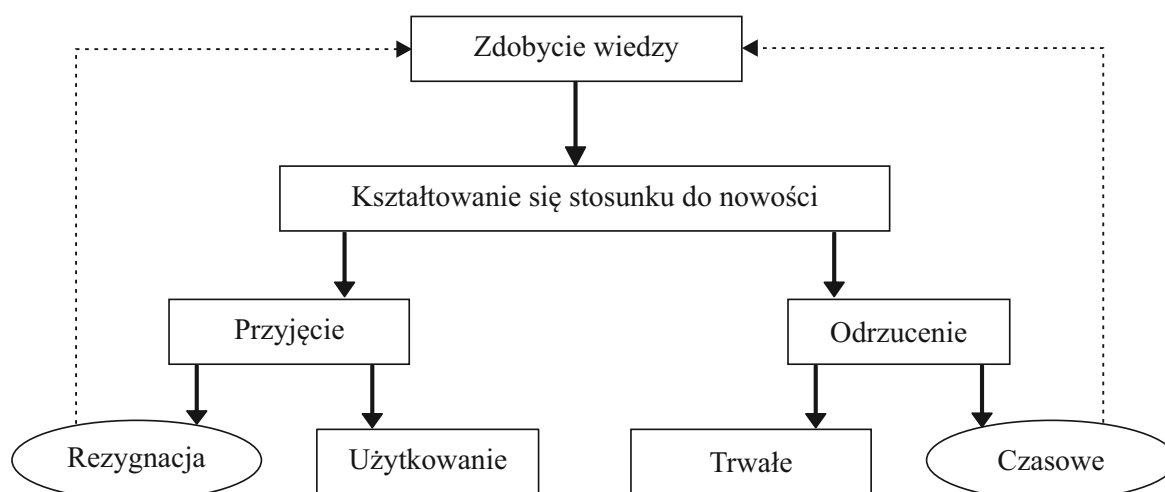 Zdobycie wiedzy
Kształtowanie się stosunku do nowości
Przyjęcie
Odrzucenie
Rezygnacja
Użytkowanie
Trwałe
Czasowe